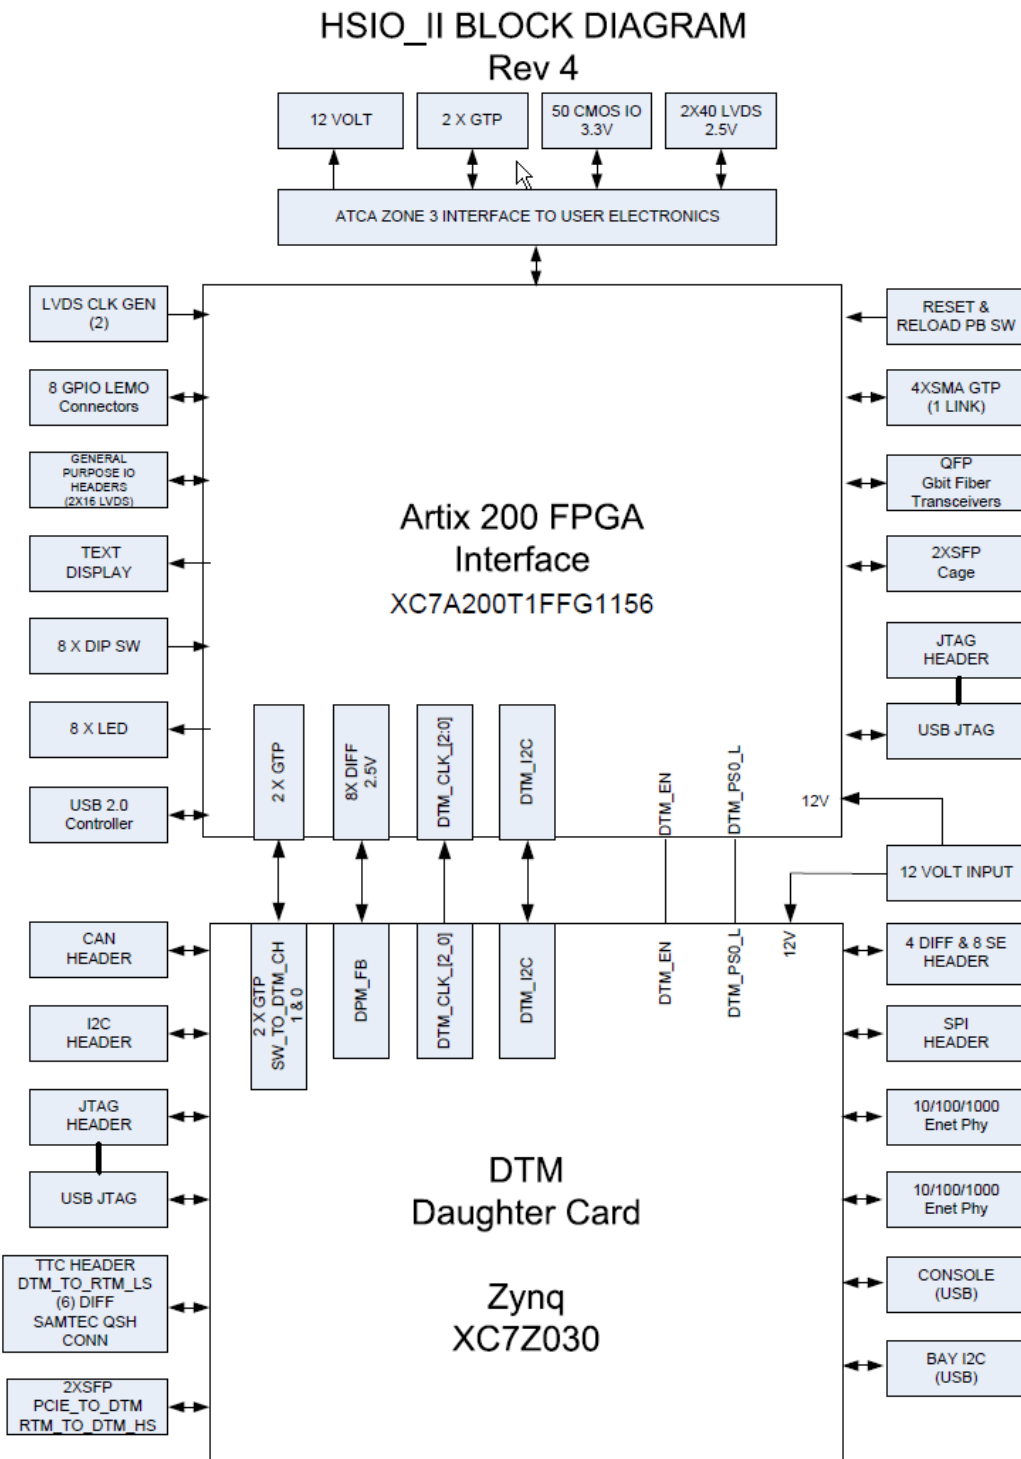 HSIO_II BLOCK DIAGRAM
Rev 4
12 VOLT
2 X GTP
50 CMOS IO
3.3V
2X40 LVDS
2.5V
ATCA ZONE 3 INTERFACE TO USER ELECTRONICS
LVDS CLK GEN
(2)
8 GPIO LEMO
Connectors
GENERAL
PURPOSE IO
HEADERS
(2X16 LVDS)
TEXT
DISPLAY
8 X DIP SW
8 X LED
USB 2.0
Controller
Artix 200 FPGA
Interface
XC7A200T1FFG1156
RESET &
RELOAD PB SW
4XSMA GTP
(1 LINK)
QFP
Gbit Fiber
Transceivers
2XSFP
Cage
JTAG
HEADER
USB JTAG
2 X GTP
8X DIFF
2.5V
DTM_CLK_[2:0]
DTM_I2C
DTM_EN
DTM_PS0_L
12V
12 VOLT INPUT
2 X GTP
SW_TO_DTM_CH
1 & 0
DPM_FB
DTM_CLK_[2_0]
DTM_I2C
DTM_EN
DTM_PS0_L
12V
CAN
HEADER
I2C
HEADER
JTAG
HEADER
USB JTAG
TTC HEADER
DTM_TO_RTM_LS
(6) DIFF
SAMTEC QSH
CONN
2XSFP
PCIE_TO_DTM
RTM_TO_DTM_HS
DTM
Daughter Card
Zynq
XC7Z030
4 DIFF & 8 SE
HEADER
SPI
HEADER
10/100/1000
Enet Phy
10/100/1000
Enet Phy
CONSOLE
(USB)
BAY I2C
(USB)